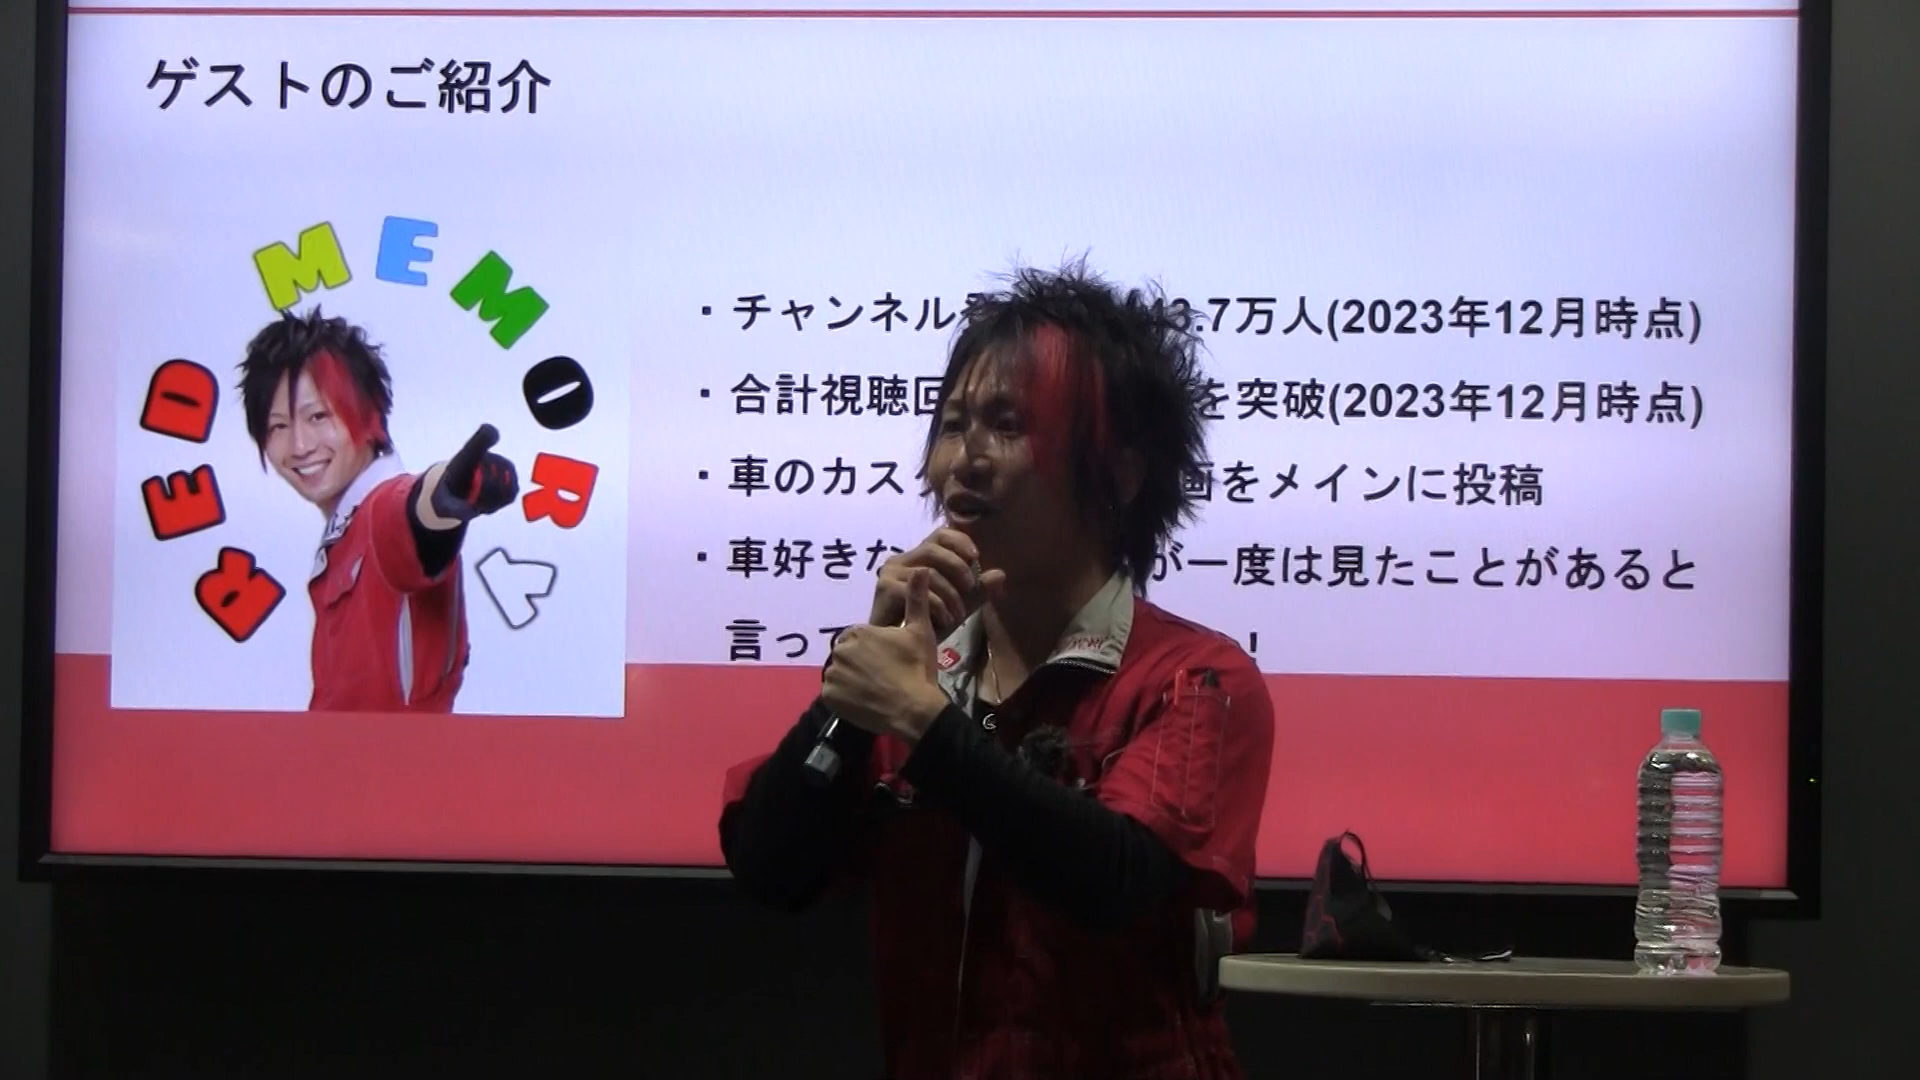 ゲストのご紹介
RED MEMORY
・チャンネル 3.7万人(2023年12月時点)
・合計視聴回 を突破(2023年12月時点)
・車のカス 画をメインに投稿
・車好きな が一度は見たことがあると
言って !